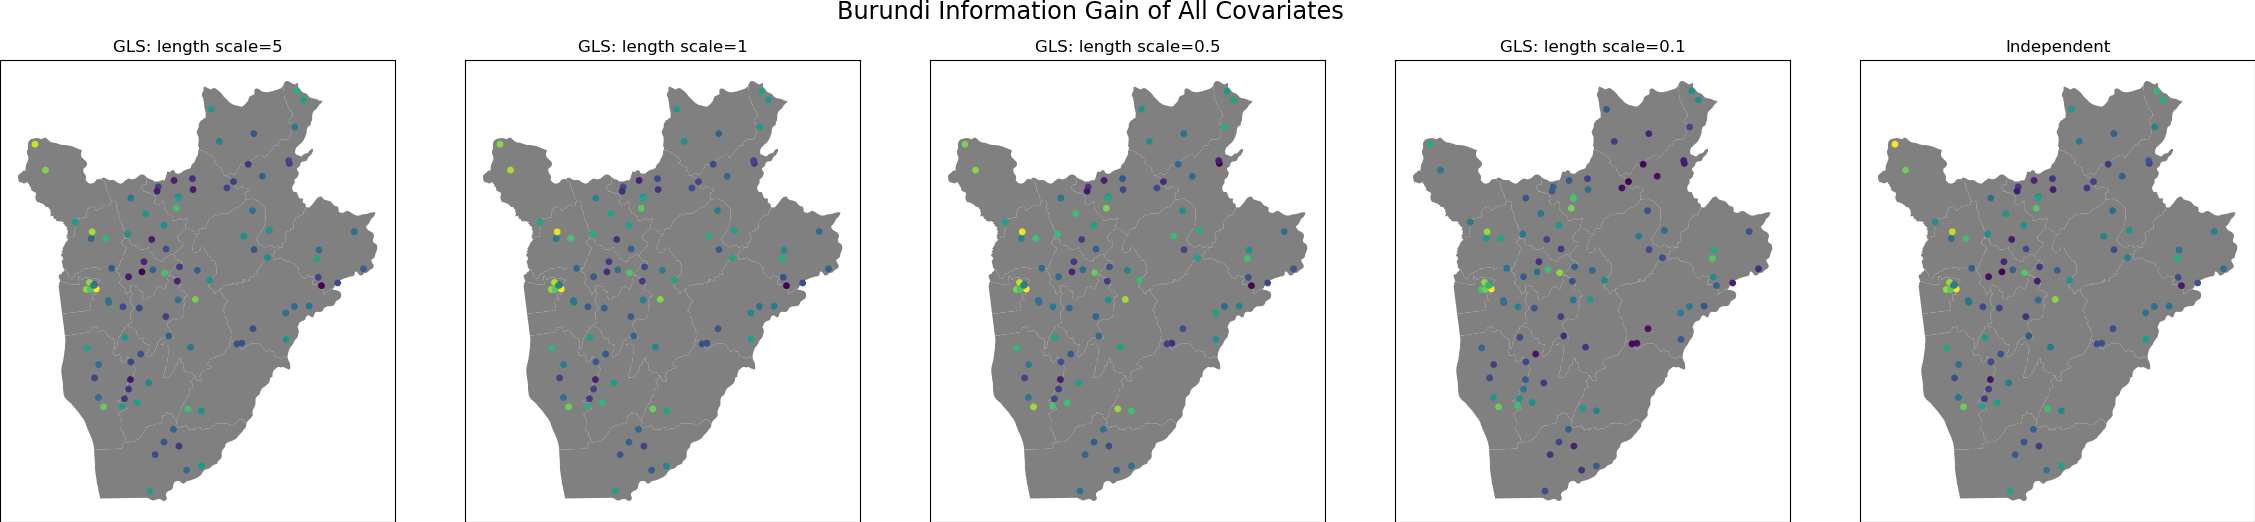 Burundi Information Gain of All Covariates
GLS: length scale=5
GLS: length scale=1
GLS: length scale=0.5
GLS: length scale=0.1
Independent